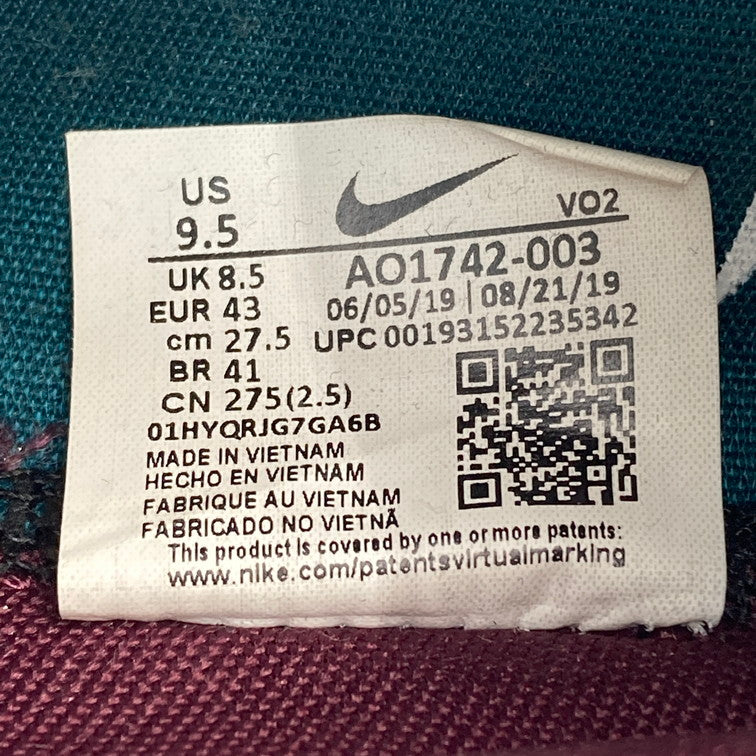 US
9.5
VO2
UK 8.5
AO1742-003
EUR 43
06/05/19 | 08/21/19
cm 27.5
UPC 00193152235342
BR 41
CN 275(2.5)
01HYQRJG7GA6B
MADE IN VIETNAM
HECHO EN VIETNAM
FABRIQUE AU VIETNAM
FABRICADO NO VIETNÃ
This product is covered by one or more patents:
www.nike.com/patentsvirtualmarking